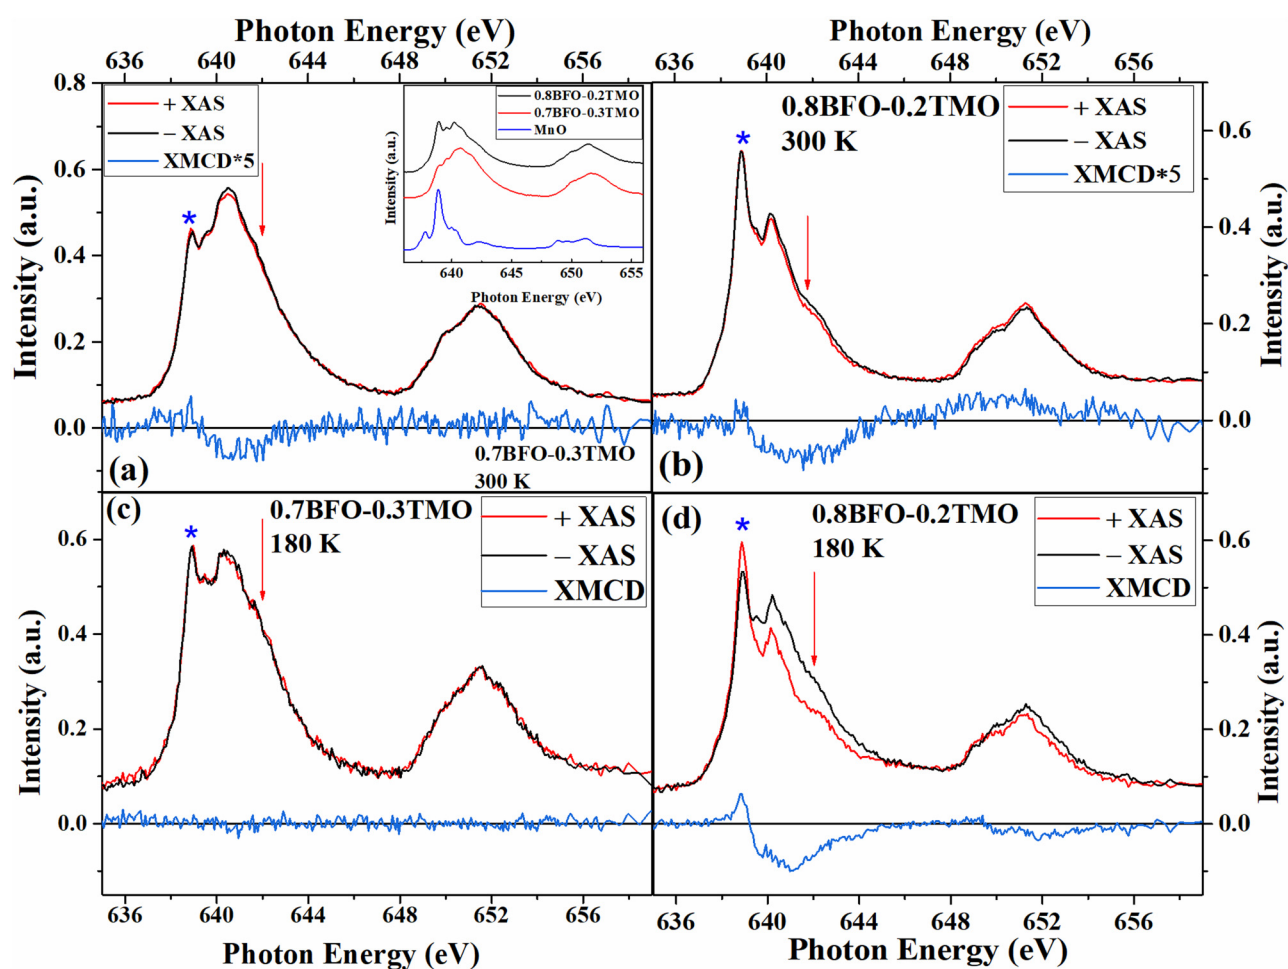 Photon Energy (eV)
636 640 644 648 652 656
Photon Energy (eV)
636 640 644 648 652 656
0.8
0.6
0.4
0.2
0.0
Intensity (a.u.)
+ XAS
– XAS
XMCD*5
*
0.8BFO-0.2TMO
0.7BFO-0.3TMO
MnO
Intensity (a.u.)
640 645 650 655
Photon Energy (eV)
(a)
0.7BFO-0.3TMO
300 K
0.8BFO-0.2TMO
300 K
*
+ XAS
– XAS
XMCD*5
(b)
0.6
0.4
0.2
0.0
Intensity (a.u.)
(c)
*
0.7BFO-0.3TMO
180 K
+ XAS
– XAS
XMCD
0.6
0.4
0.2
0.0
Intensity (a.u.)
636 640 644 648 652 656
Photon Energy (eV)
(d)
*
0.8BFO-0.2TMO
180 K
+ XAS
– XAS
XMCD
0.6
0.4
0.2
0.0
Intensity (a.u.)
636 640 644 648 652 656
Photon Energy (eV)